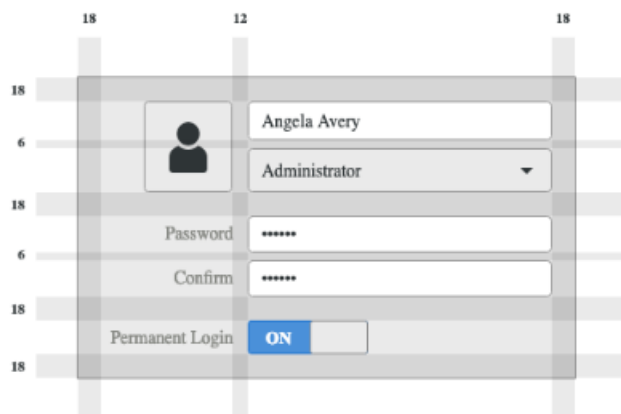 18 12 18
18
Angela Avery
6
Administrator
18
Password ••••••
6
Confirm ••••••
18
Permanent Login ON
18